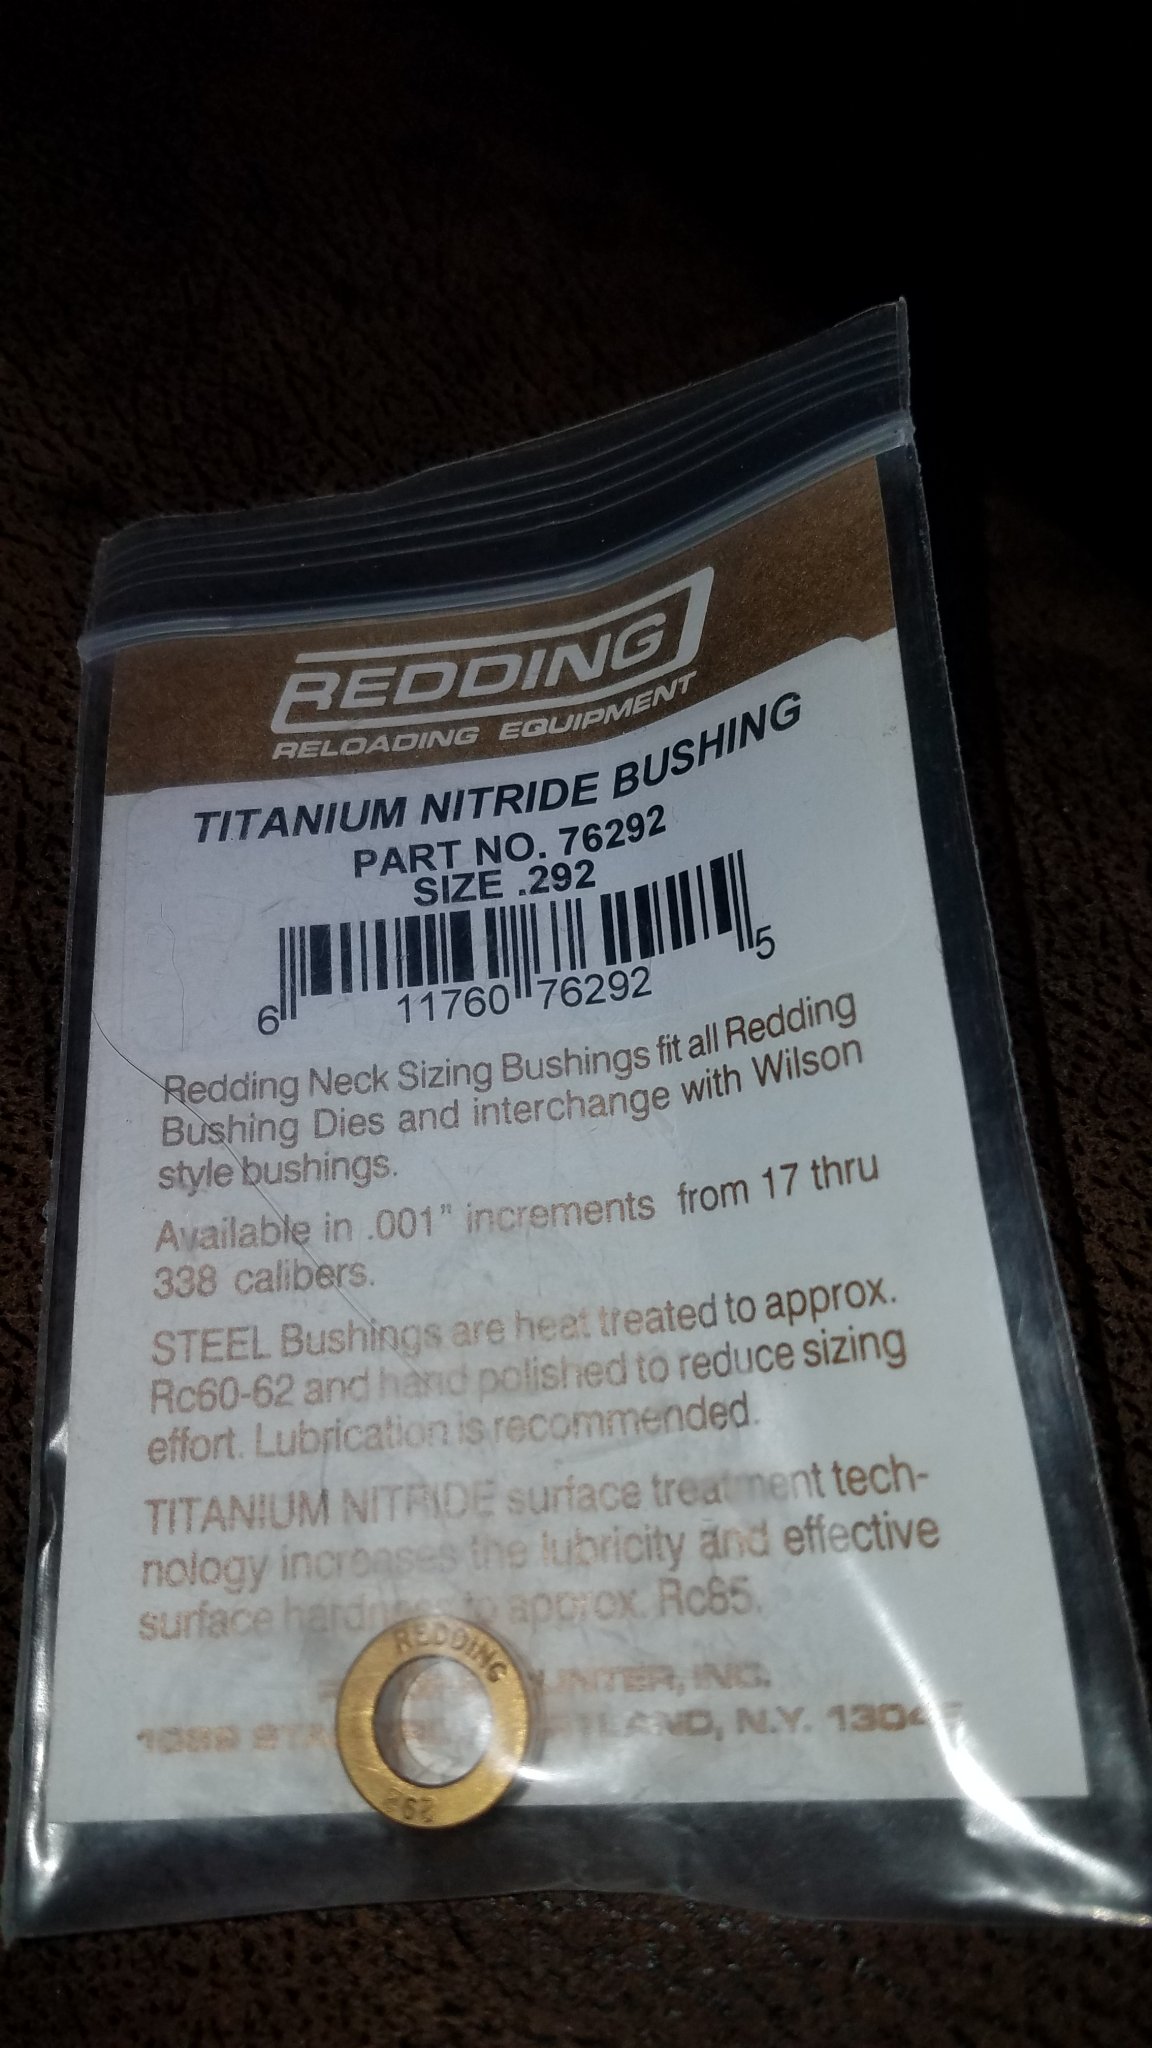 REDDING
RELOADING EQUIPMENT
TITANIUM NITRIDE BUSHING
PART NO. 76292
SIZE .292
6 11760 76292 5
Redding Neck Sizing Bushings fit all Redding
Bushing Dies and interchange with Wilson
style bushings.
Available in .001" increments from 17 thru
338 calibers.
STEEL Bushings are heat treated to approx.
Rc60-62 and hand polished to reduce sizing
effort. Lubrication is recommended.
TITANIUM NITRIDE surface treatment tech-
nology increases the lubricity and effective
surface hardness to approx. Rc85.
INC.
N.Y.
REDDING
292